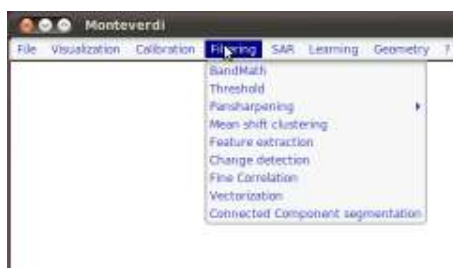 Monteverdi
File Visualization Calibration Filtering SAR Learning Geometry ?
BandMath
Threshold
Pansharpening
Mean shift clustering
Feature extraction
Change detection
Fine Correlation
Vectorization
Connected Component segmentation